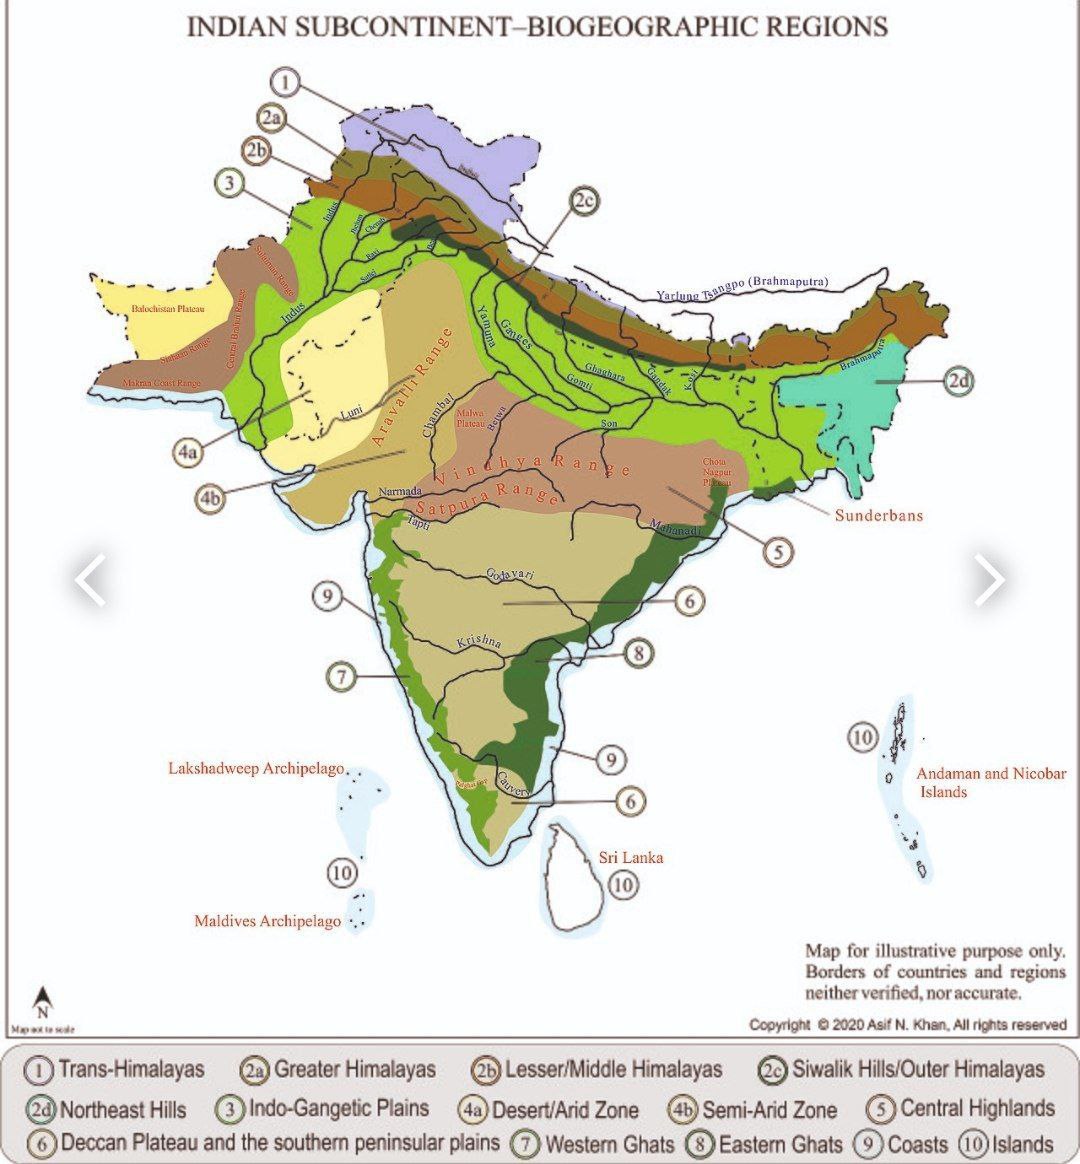 INDIAN SUBCONTINENT–BIOGEOGRAPHIC REGIONS
1
2a
2b
3
2c
Indus
Jhelum
Chenab
Ravi
Sutlej
Sulaiman Range
Yarlung Tsangpo (Brahmaputra)
Balochistan Plateau
Central Brahui Range
Indus
Yamuna
Ganges
Makran Coast Range
Ghaghara
Gomti
Gandak
Kosi
Brahmaputra
2d
Aravalli Range
Luni
Chambal
Malwa
Plateau
Betwa
Son
4a
Vindhya Range
Chota
Nagpur
Plateau
4b
Narmada
Satpura Range
Tapti
Mahanadi
Sunderbans
5
Godavari
9
6
Krishna
8
7
10
9
Lakshadweep Archipelago
Andaman and Nicobar
Islands
Cauvery
6
Sri Lanka
10
10
Maldives Archipelago
Map for illustrative purpose only.
Borders of countries and regions
neither verified, nor accurate.
N
Map not to scale
Copyright © 2020 Asif N. Khan, All rights reserved
1 Trans-Himalayas 2a Greater Himalayas 2b Lesser/Middle Himalayas 2c Siwalik Hills/Outer Himalayas
2d Northeast Hills 3 Indo-Gangetic Plains 4a Desert/Arid Zone 4b Semi-Arid Zone 5 Central Highlands
6 Deccan Plateau and the southern peninsular plains 7 Western Ghats 8 Eastern Ghats 9 Coasts 10 Islands